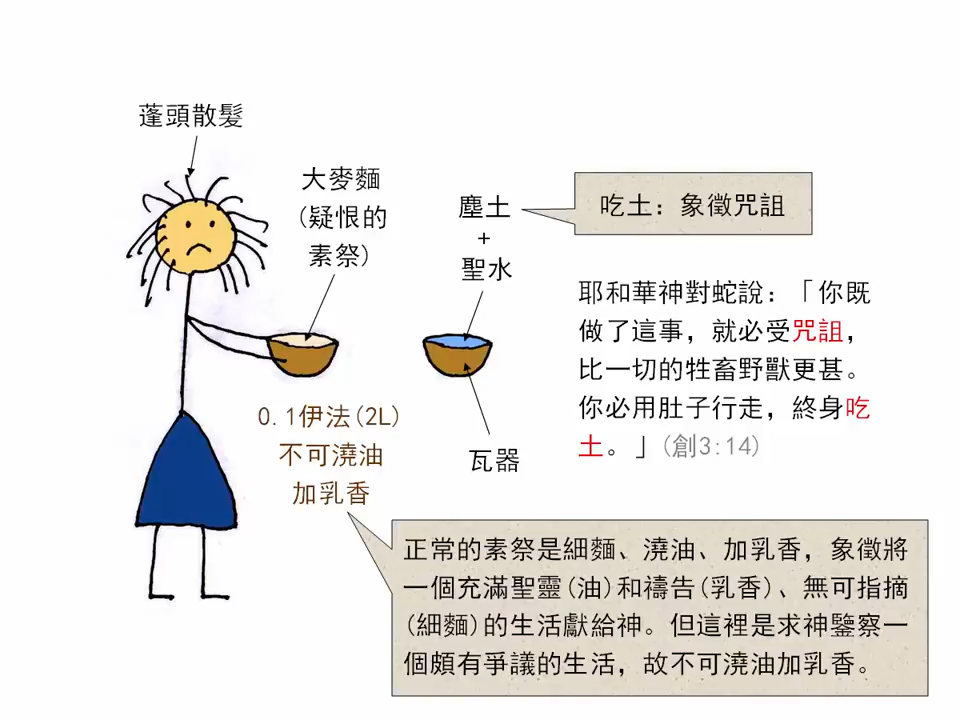 蓬頭散髮
大麥麵
(疑恨的
素祭)
塵土
+
聖水
吃土：象徵咒詛
耶和華神對蛇說：「你既
做了這事，就必受咒詛，
比一切的牲畜野獸更甚。
你必用肚子行走，終身吃
土。」(創3:14)
0.1伊法(2L)
不可澆油
加乳香
瓦器
正常的素祭是細麵、澆油、加乳香，象徵將
一個充滿聖靈(油)和禱告(乳香)、無可指摘
(細麵)的生活獻給神。但這裡是求神鑒察一
個頗有爭議的生活，故不可澆油加乳香。